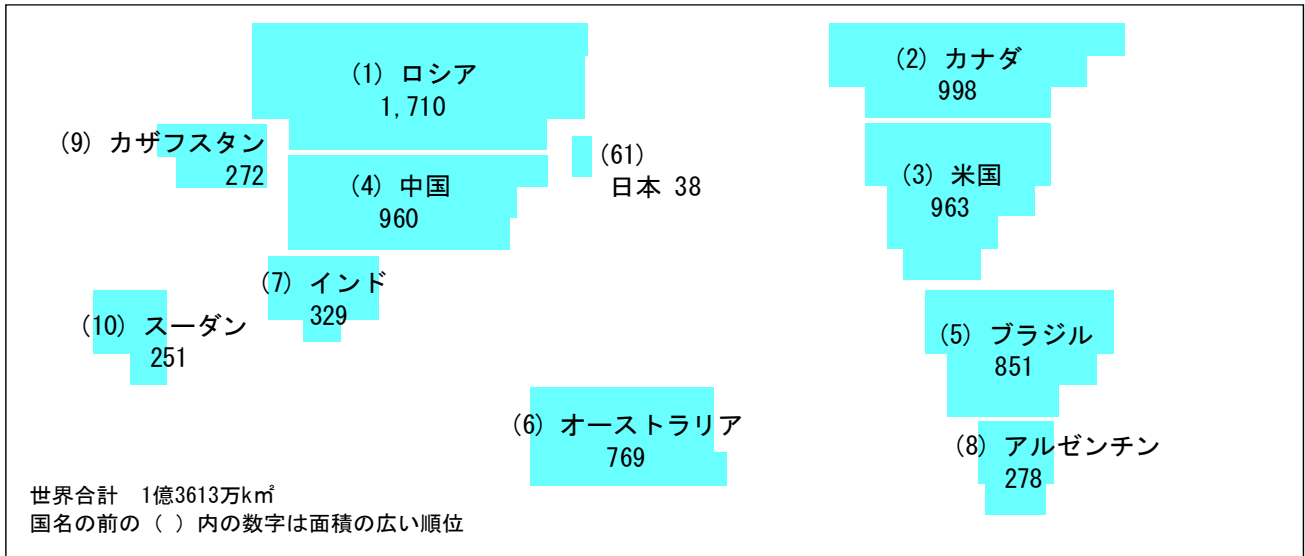 (1) ロシア
1,710
(2) カナダ
998
(9) カザフスタン
272
(4) 中国
960
(61)
日本 38
(3) 米国
963
(7) インド
329
(10) スーダン
251
(5) ブラジル
851
(6) オーストラリア
769
(8) アルゼンチン
278
世界合計 1億3613万k㎡
国名の前の（ ）内の数字は面積の広い順位